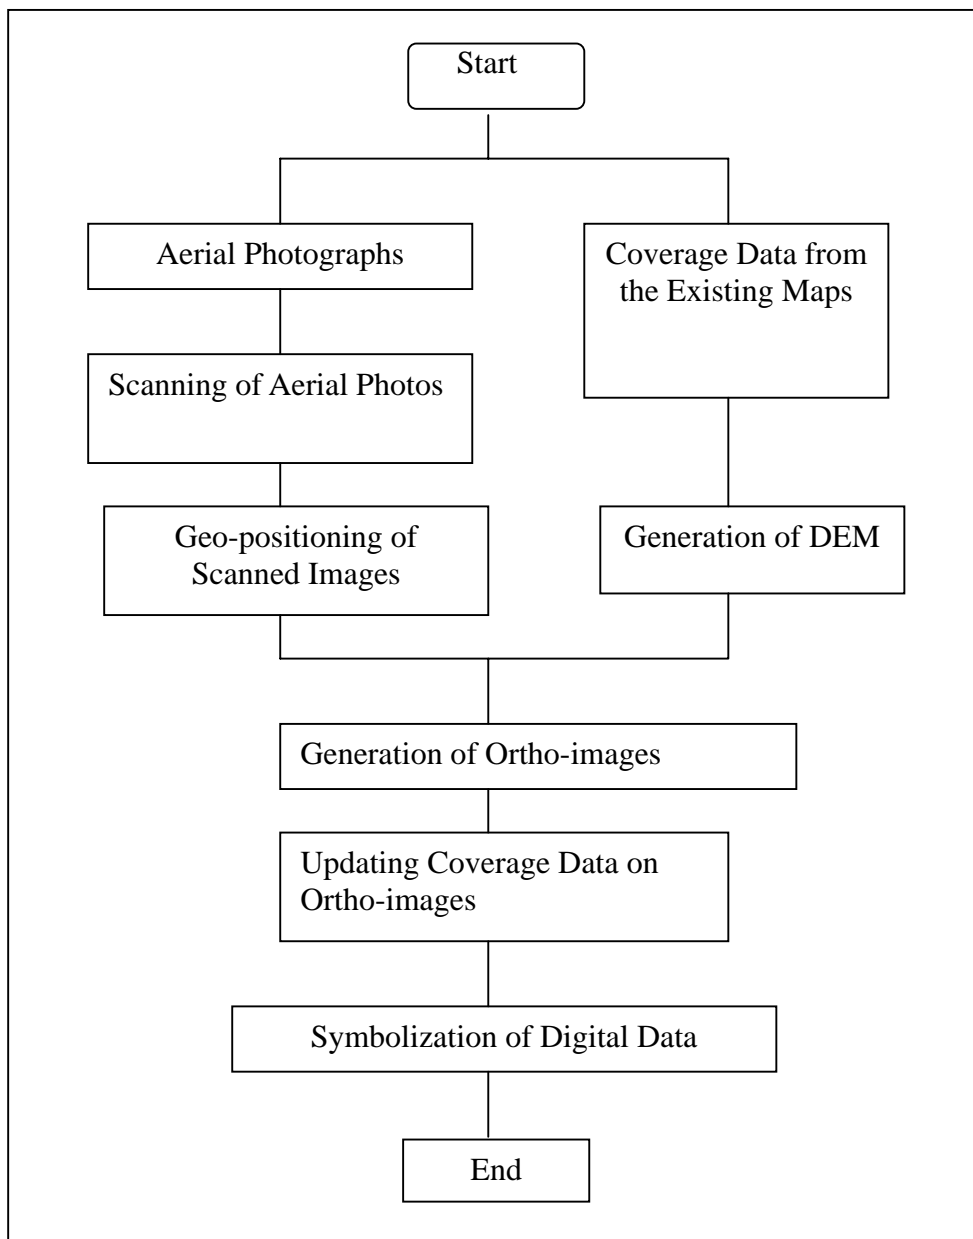 Start
Aerial Photographs
Coverage Data from
the Existing Maps
Scanning of Aerial Photos
Geo-positioning of
Scanned Images
Generation of DEM
Generation of Ortho-images
Updating Coverage Data on
Ortho-images
Symbolization of Digital Data
End